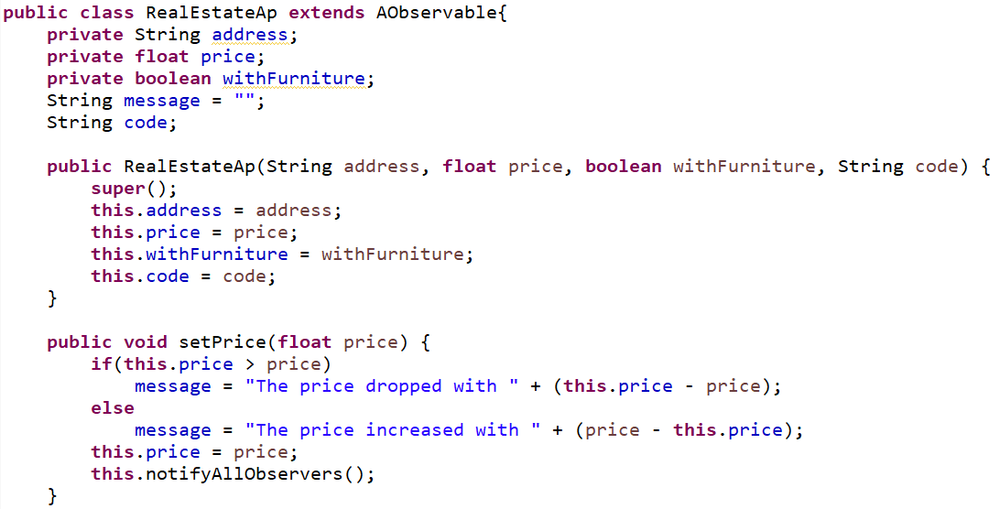 public class RealEstateAp extends AObservable{
    private String address;
    private float price;
    private boolean withFurniture;
    String message = "";
    String code;

    public RealEstateAp(String address, float price, boolean withFurniture, String code) {
        super();
        this.address = address;
        this.price = price;
        this.withFurniture = withFurniture;
        this.code = code;
    }

    public void setPrice(float price) {
        if(this.price > price)
            message = "The price dropped with " + (this.price - price);
        else
            message = "The price increased with " + (price - this.price);
        this.price = price;
        this.notifyAllObservers();
    }